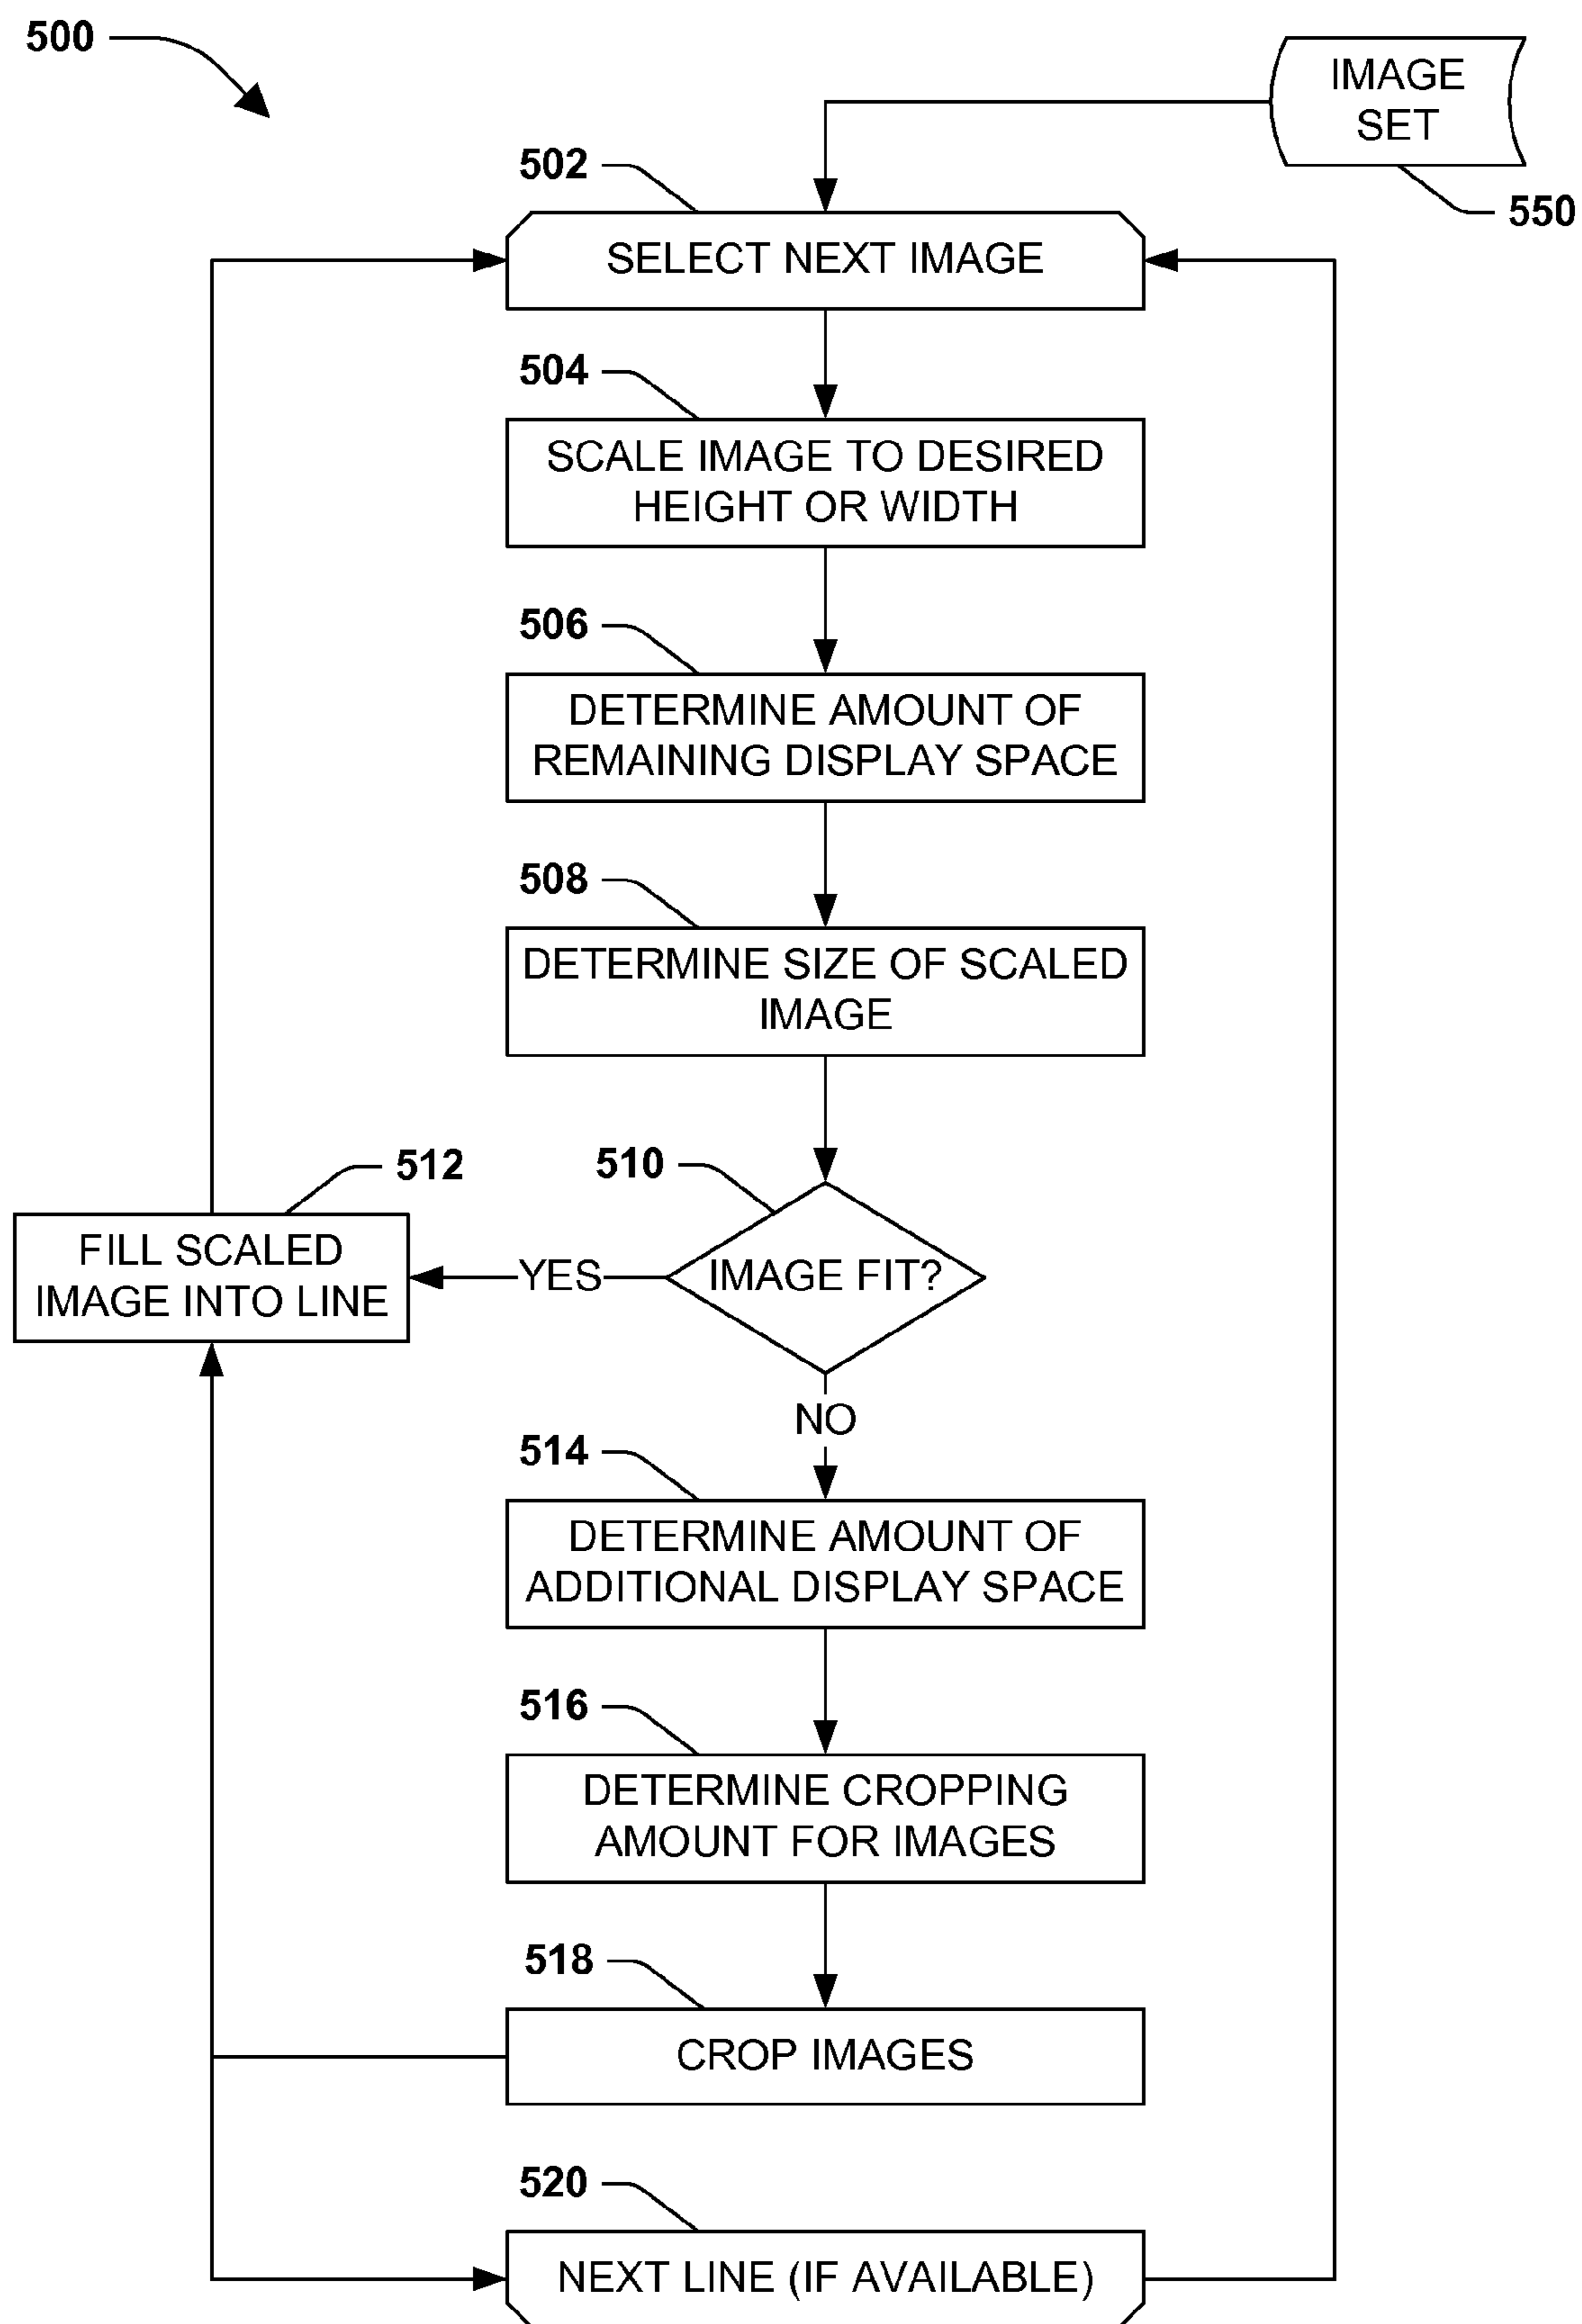 500
IMAGE
SET
550
502
SELECT NEXT IMAGE
504
SCALE IMAGE TO DESIRED
HEIGHT OR WIDTH
506
DETERMINE AMOUNT OF
REMAINING DISPLAY SPACE
508
DETERMINE SIZE OF SCALED
IMAGE
510
IMAGE FIT?
YES
512
FILL SCALED
IMAGE INTO LINE
NO
514
DETERMINE AMOUNT OF
ADDITIONAL DISPLAY SPACE
516
DETERMINE CROPPING
AMOUNT FOR IMAGES
518
CROP IMAGES
520
NEXT LINE (IF AVAILABLE)